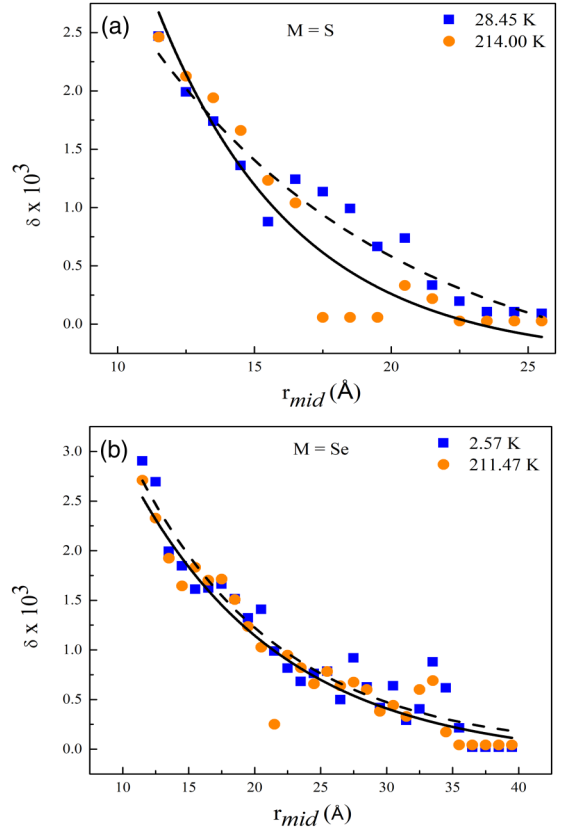 (a)
M = S
28.45 K
214.00 K
2.5
2.0
1.5
1.0
0.5
0.0
δ x 10³
10
15
20
25
r_mid (Å)
(b)
M = Se
2.57 K
211.47 K
3.0
2.5
2.0
1.5
1.0
0.5
0.0
δ x 10³
10
15
20
25
30
35
40
r_mid (Å)